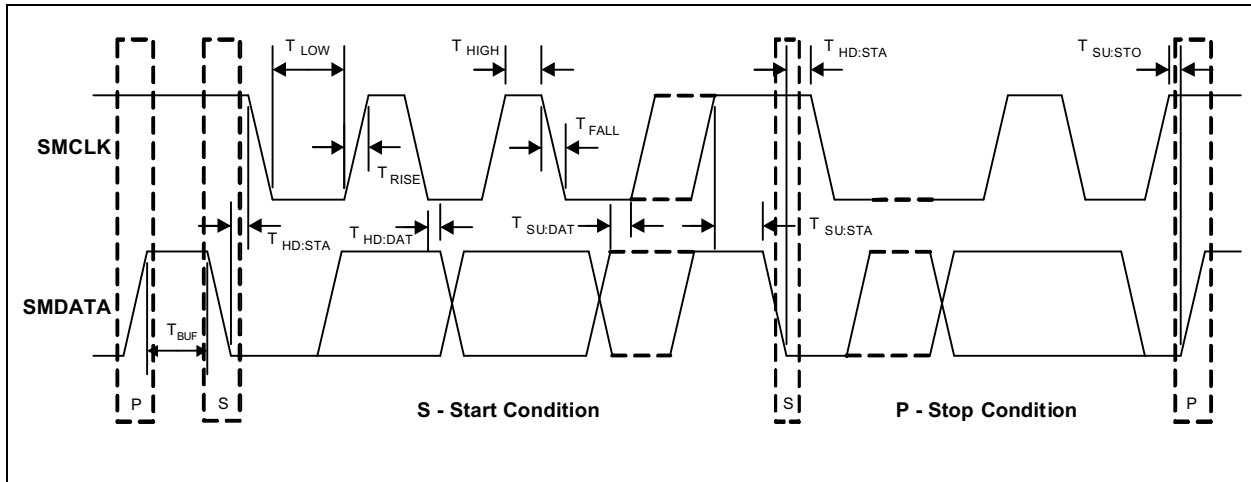 T LOW
T HIGH
T HD:STA
T SU:STO
SMCLK
T FALL
T RISE
T HD:STA
T HD:DAT
T SU:DAT
T SU:STA
SMDATA
T BUF
P
S
S - Start Condition
S
P - Stop Condition
P